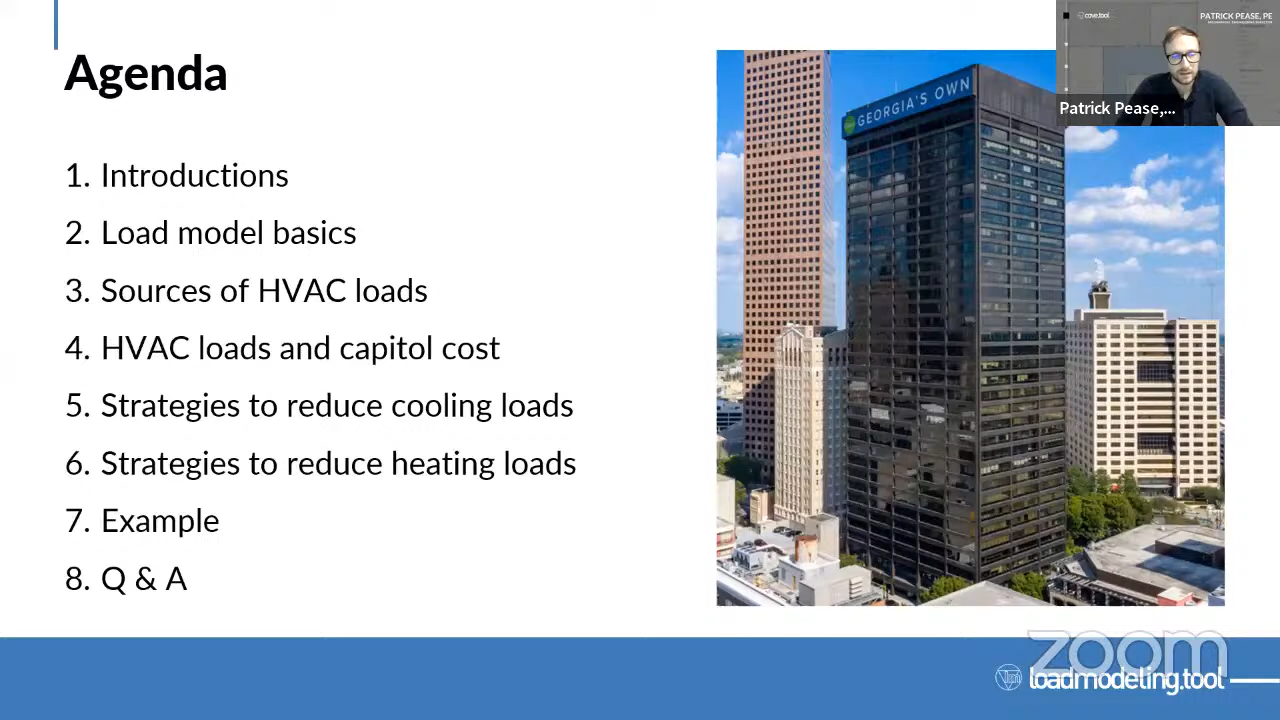 Agenda
1. Introductions
2. Load model basics
3. Sources of HVAC loads
4. HVAC loads and capitol cost
5. Strategies to reduce cooling loads
6. Strategies to reduce heating loads
7. Example
8. Q & A
GEORGIA'S OWN
cove.tool
PATRICK PEASE, PE
Patrick Pease,...
zoom
loadmodeling.tool